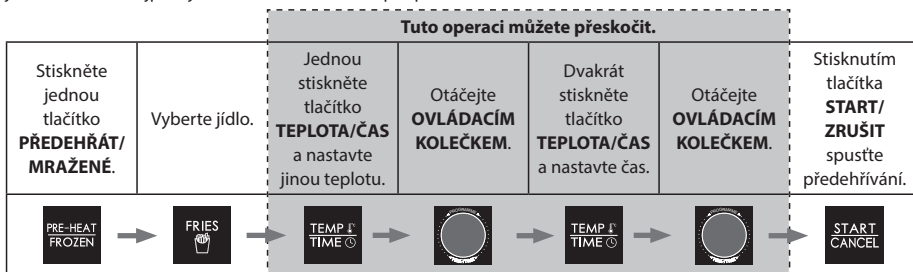 Tuto operaci můžete přeskočit.
Stiskněte
jednou
tlačítko
PŘEDEHŘÁT/
MRAŽENÉ.
Vyberte jídlo.
Jednou
stiskněte
tlačítko
TEPLOTA/ČAS
a nastavte
jinou teplotu.
Otáčejte
OVLÁDACÍM
KOLEČKEM.
Dvakrát
stiskněte
tlačítko
TEPLOTA/ČAS
a nastavte čas.
Otáčejte
OVLÁDACÍM
KOLEČKEM.
Stisknutím
tlačítka
START/
ZRUŠIT
spusťte
předehřívání.
PRE-HEAT
FROZEN
FRIES
TEMP
TIME
PROGRAMME
TEMP
TIME
PROGRAMME
START
CANCEL